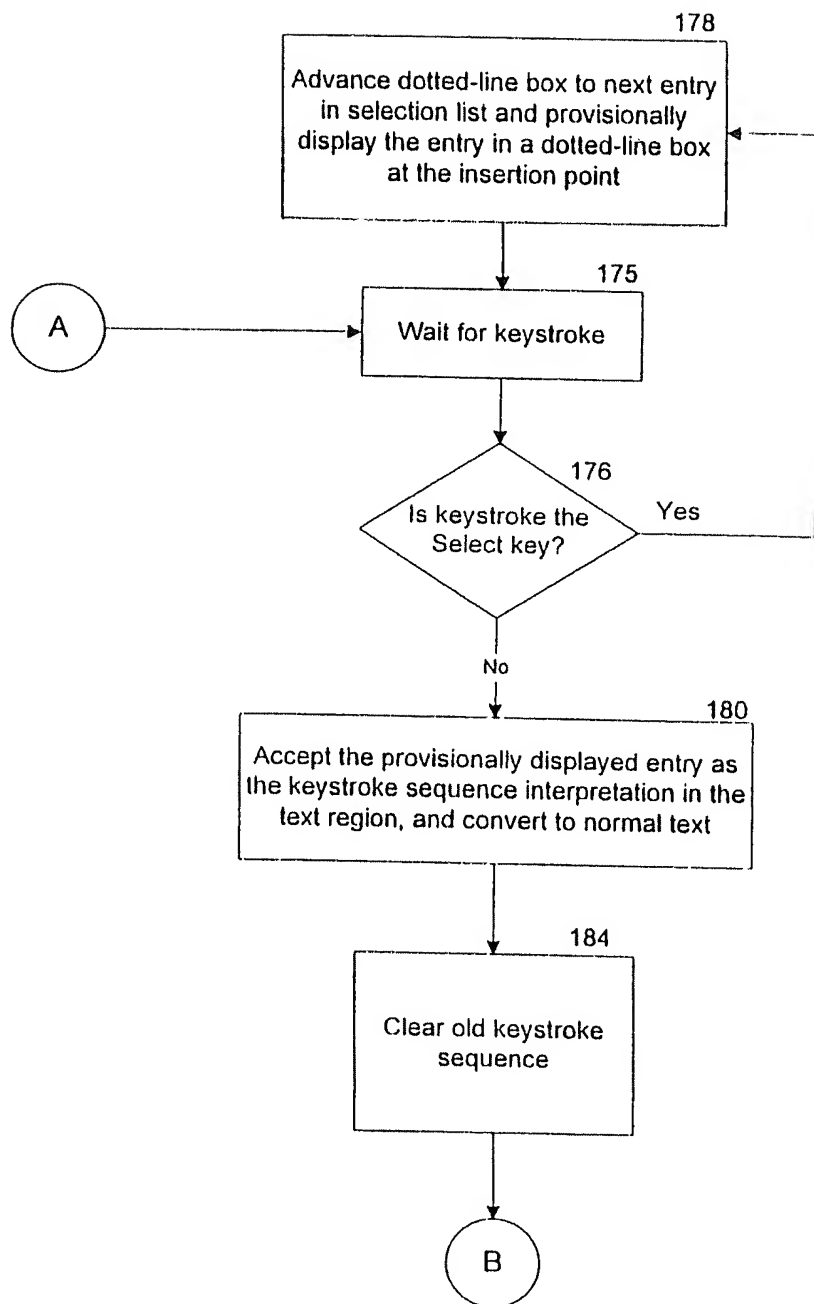 178
Advance dotted-line box to next entry
in selection list and provisionally
display the entry in a dotted-line box
at the insertion point
175
A
Wait for keystroke
176
Is keystroke the
Select key?
Yes
No
180
Accept the provisionally displayed entry as
the keystroke sequence interpretation in the
text region, and convert to normal text
184
Clear old keystroke
sequence
B